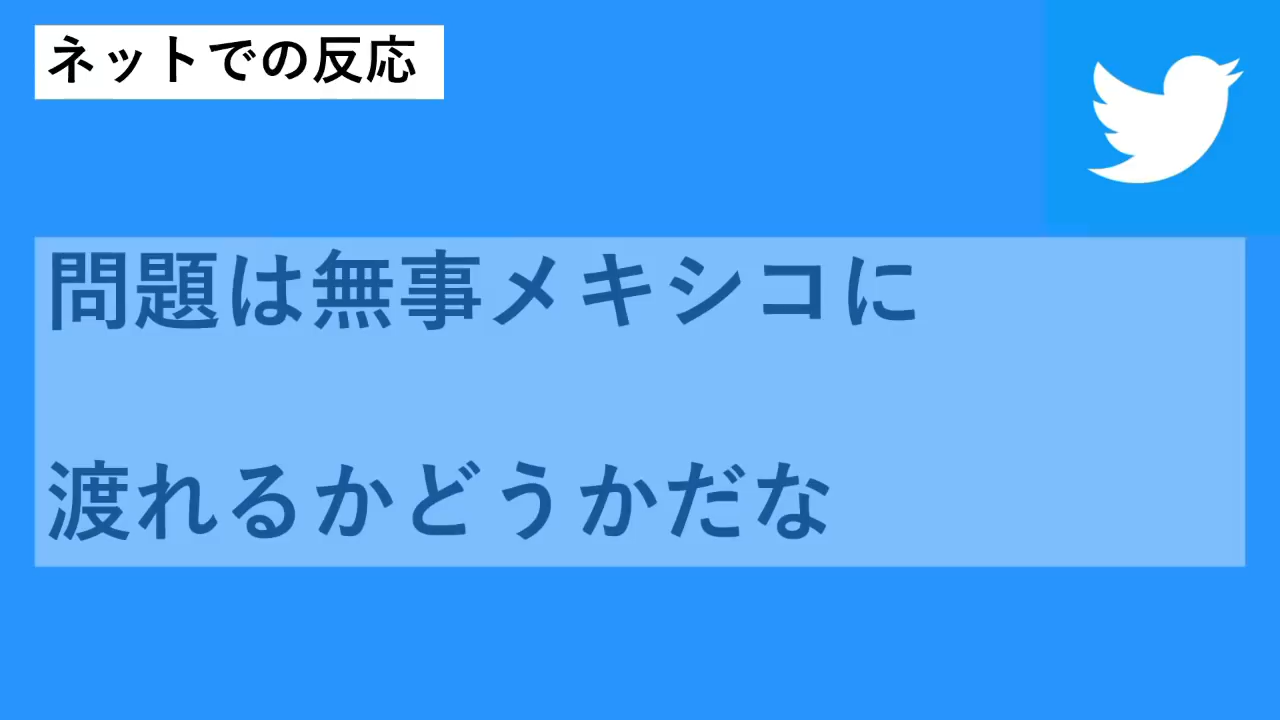 ネットでの反応
問題は無事メキシコに
渡れるかどうかだな